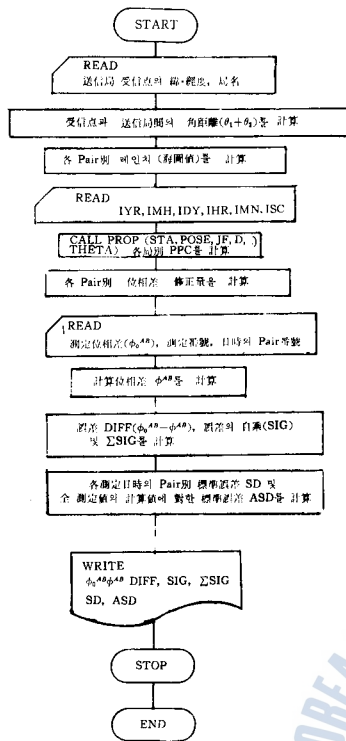 START
READ
送信局 受信点의 緯·經度, 局名
受信点과 送信局間의 角距離(θ₁+θ₂)를 計算
各 Pair別 레인치 (海圖値)를 計算
READ
IYR, IMH, IDY, IHR, IMN, ISC
CALL PROP (STA, POSE, JF, D, .)
THETA) 各局別 PPC를 計算
各 Pair別 位相差 修正量을 計算
READ
測定位相差(φ₀ᴬᴮ), 測定番號, 日時의 Pair番號
計算位相差 φᴬᴮ를 計算
誤差 DIFF(φ₀ᴬᴮ−φᴬᴮ), 誤差의 自乘(SIG)
및 ΣSIG를 計算
各測定日時의 Pair別 標準誤差 SD 및
全 測定値의 計算値에 對한 標準誤差 ASD를 計算
WRITE
φ₀ᴬᴮ φᴬᴮ DIFF, SIG, ΣSIG
SD, ASD
STOP
END
OREA